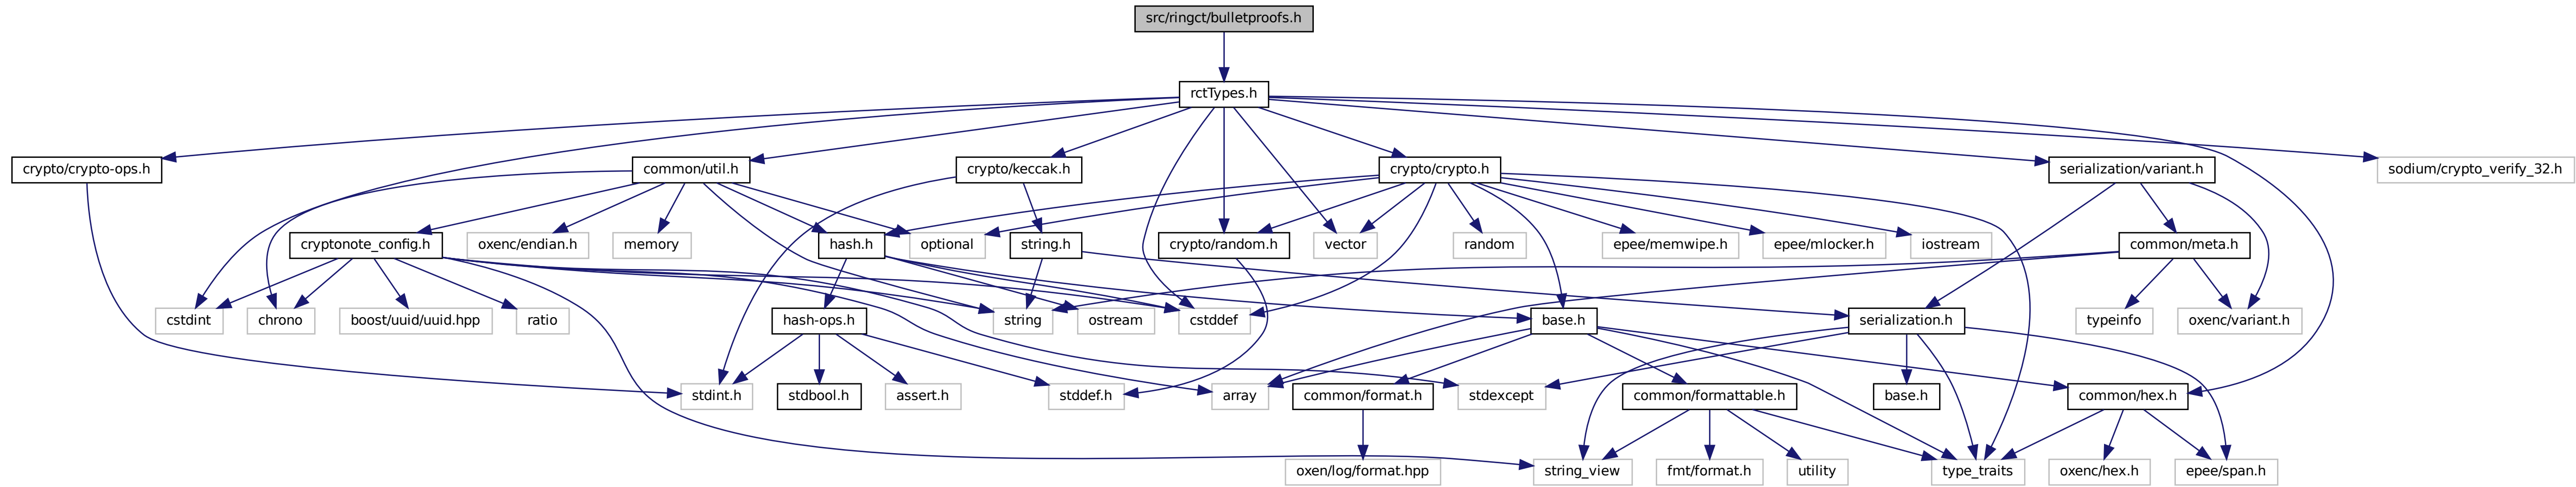 src/ringct/bulletproofs.h
rctTypes.h
crypto/crypto-ops.h
common/util.h
crypto/keccak.h
crypto/crypto.h
serialization/variant.h
sodium/crypto_verify_32.h
cryptonote_config.h
oxenc/endian.h
memory
hash.h
optional
string.h
crypto/random.h
vector
random
epee/memwipe.h
epee/mlocker.h
iostream
common/meta.h
cstdint
chrono
boost/uuid/uuid.hpp
ratio
hash-ops.h
string
ostream
cstddef
base.h
serialization.h
typeinfo
oxenc/variant.h
stdint.h
stdbool.h
assert.h
stddef.h
array
common/format.h
stdexcept
common/formattable.h
base.h
common/hex.h
oxen/log/format.hpp
string_view
fmt/format.h
utility
type_traits
oxenc/hex.h
epee/span.h